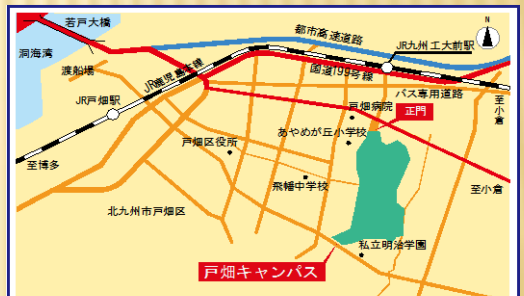 若戸大橋
N
都市高速道路
洞海湾
JR九州工大前駅
渡船場
JR鹿児島本線
国道199号線
バス専用道路
JR戸畑駅
戸畑病院
正門
至小倉
あやめが丘小学校
戸畑区役所
至博多
飛幡中学校
至小倉
北九州市戸畑区
私立明治学園
戸畑キャンパス